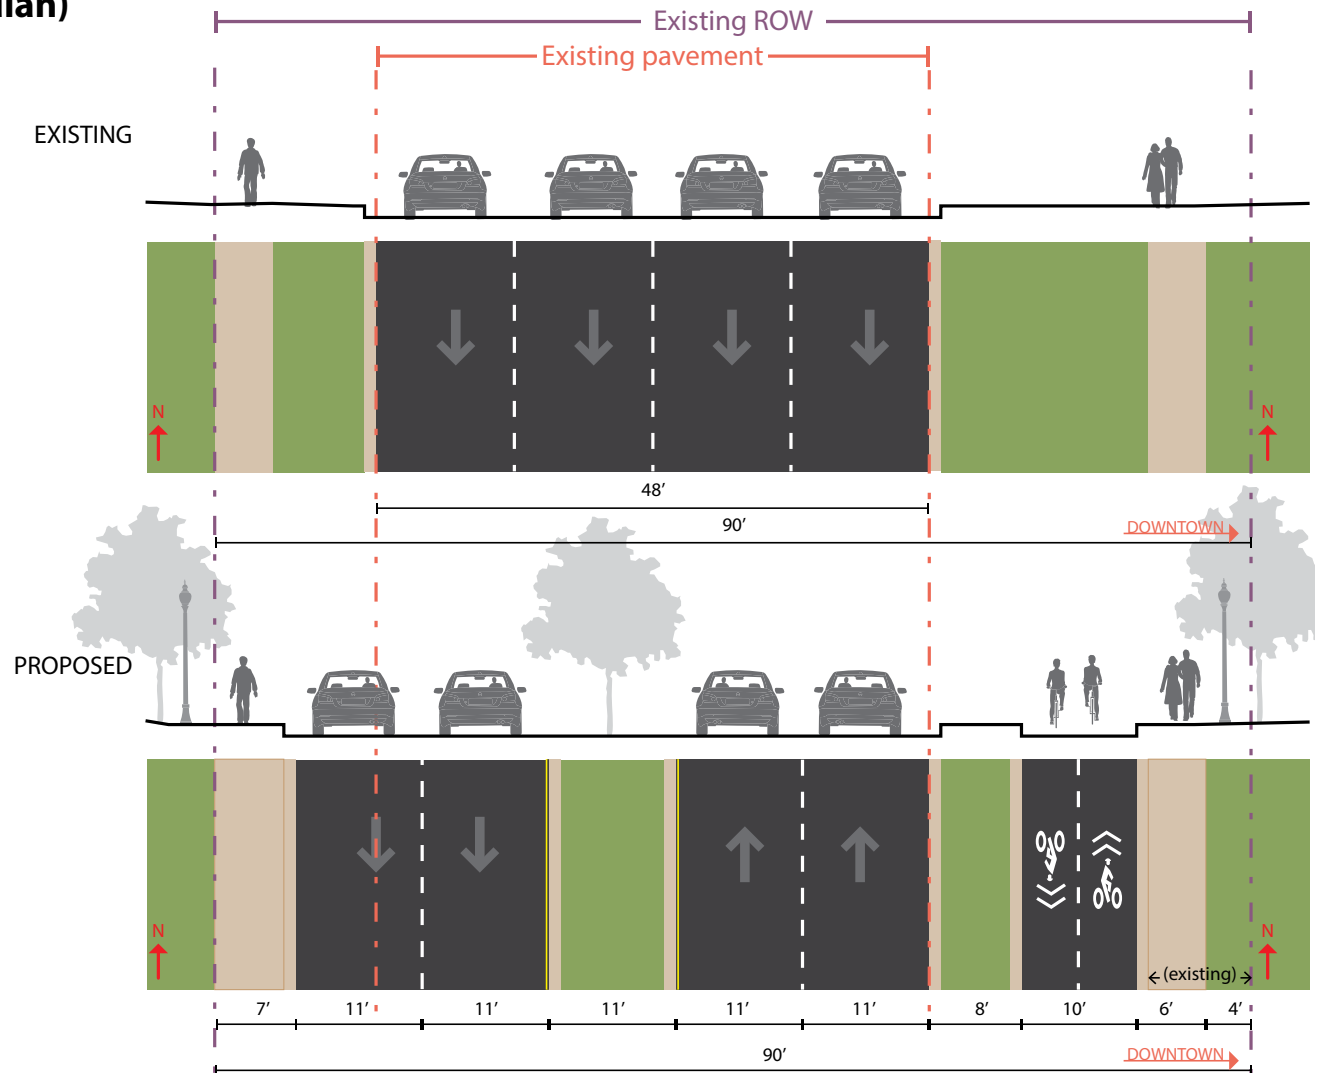 lian)
Existing ROW
Existing pavement
EXISTING
N
N
48’
90’
DOWNTOWN
PROPOSED
N
N
(existing)
7’ 11’ 11’ 11’ 11’ 11’ 8’ 10’ 6’ 4’
90’
DOWNTOWN